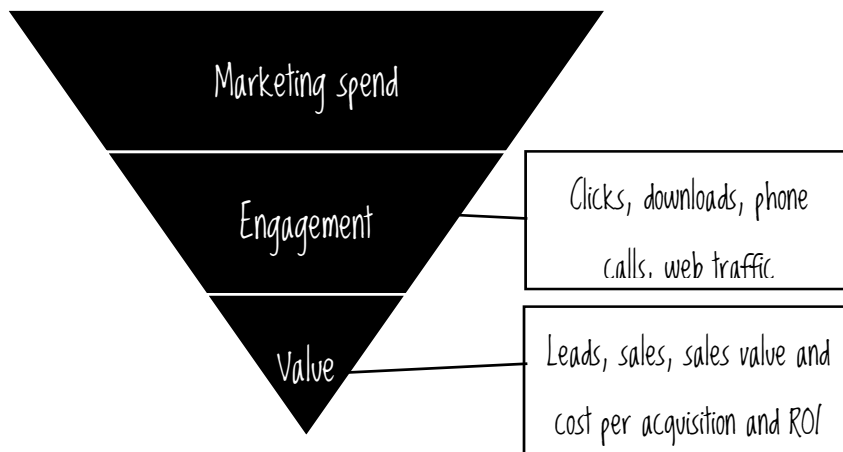 Marketing spend
Engagement
Clicks, downloads, phone
calls, web traffic
Value
Leads, sales, sales value and
cost per acquisition and ROI